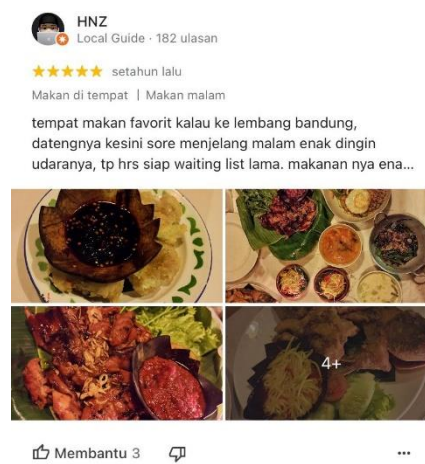 HNZ
Local Guide · 182 ulasan
setahun lalu
Makan di tempat | Makan malam
tempat makan favorit kalau ke lembang bandung,
datengnya kesini sore menjelang malam enak dingin
udaranya, tp hrs siap waiting list lama. makanan nya ena...
4+
Membantu 3